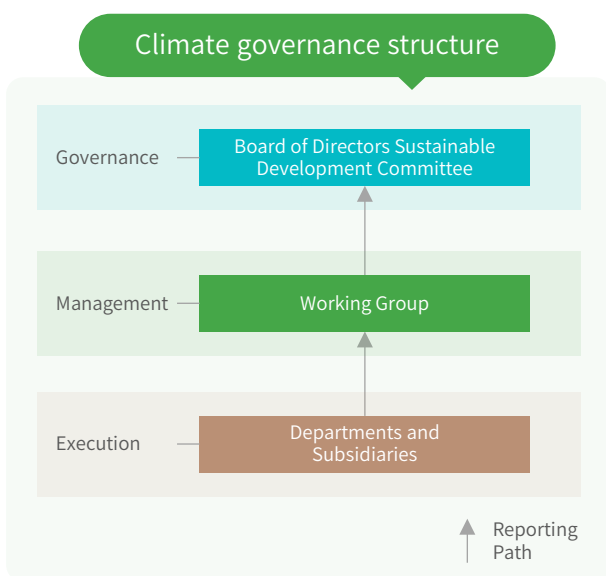 Climate governance structure
Governance
Board of Directors Sustainable
Development Committee
Management
Working Group
Execution
Departments and
Subsidiaries
Reporting
Path